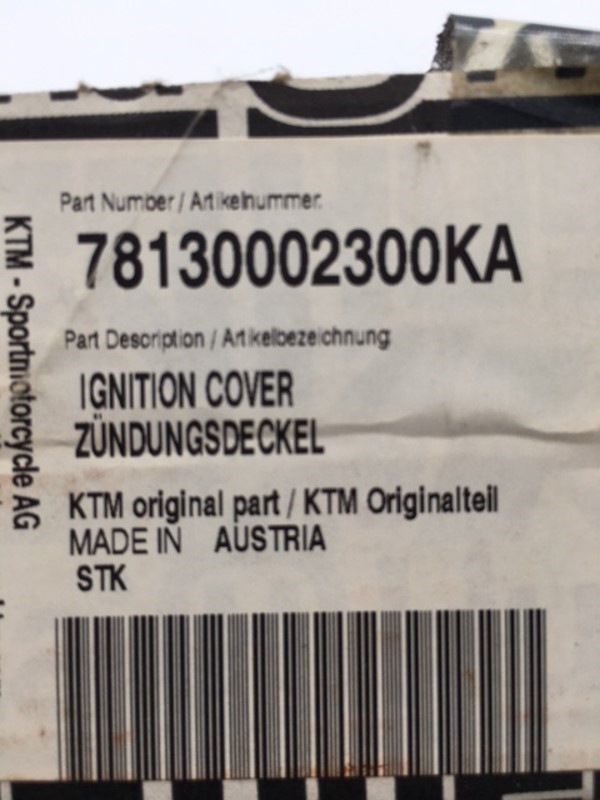 Part Number / Artikelnummer:
78130002300KA
Part Description / Artikelbezeichnung
IGNITION COVER
ZÜNDUNGSDECKEL
KTM original part / KTM Originalteil
MADE IN AUSTRIA
STK
KTM - Sportmotorcycle AG